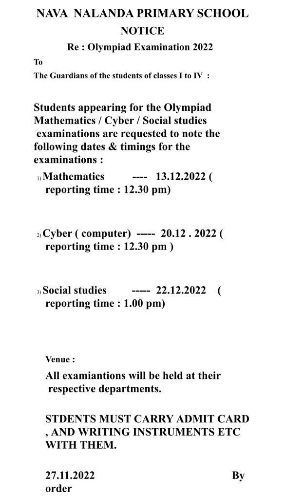 NAVA NALANDA PRIMARY SCHOOL
NOTICE
Re : Olympiad Examination 2022
To
The Guardians of the students of classes I to IV :
Students appearing for the Olympiad
Mathematics / Cyber / Social studies
examinations are requested to note the
following dates & timings for the
examinations :
1) Mathematics ---- 13.12.2022 (
reporting time : 12.30 pm)
2) Cyber ( computer) ----- 20.12 . 2022 (
reporting time : 12.30 pm )
3) Social studies ----- 22.12.2022 (
reporting time : 1.00 pm)
Venue :
All examiantions will be held at their
respective departments.
STDENTS MUST CARRY ADMIT CARD
, AND WRITING INSTRUMENTS ETC
WITH THEM.
27.11.2022 By
order